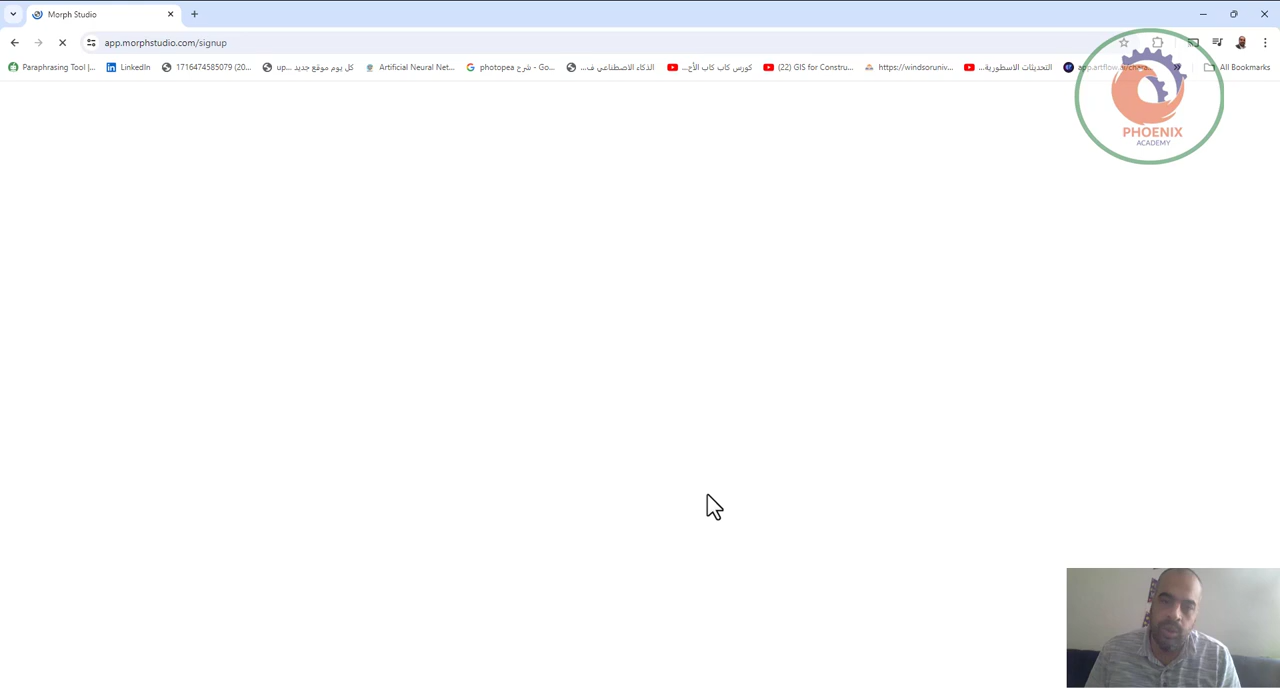 Morph Studio
app.morphstudio.com/signup
Paraphrasing Tool |...
LinkedIn
1716474585079 (20...
كل يوم موقع جديد up...
Artificial Neural Net...
شرح photopea - Go...
الذكاء الاصطناعي ف...
كورس كاب كاب الأج...
(22) GIS for Constru...
https://windsoruniv...
التحديثات الاسطورية...
All Bookmarks
PHOENIX
ACADEMY